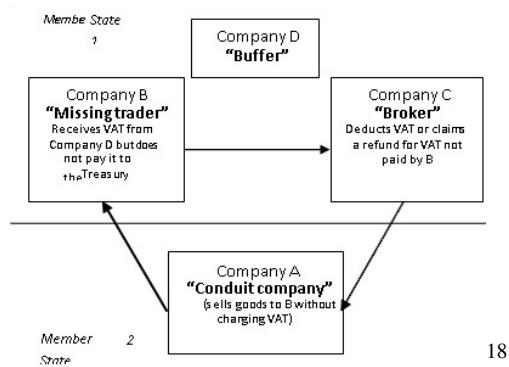 Membe State
1
Company D
“Buffer”
Company B
“Missing trader”
Receives VAT from
Company D but does
not pay it to
the Treasury
Company C
“Broker”
Deducts VAT or claims
a refund for VAT not
paid by B
Company A
“Conduit company”
(sells goods to B without
charging VAT)
Member 2
State
18